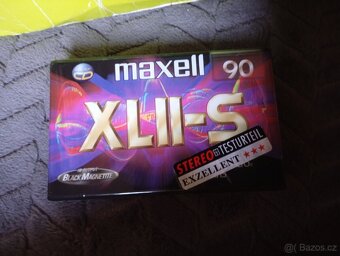 maxell 90
XLII-S
STEREO TESTURTEIL
EXZELLENT ★★★
BLACK MAGNETITE
Bazos.cz